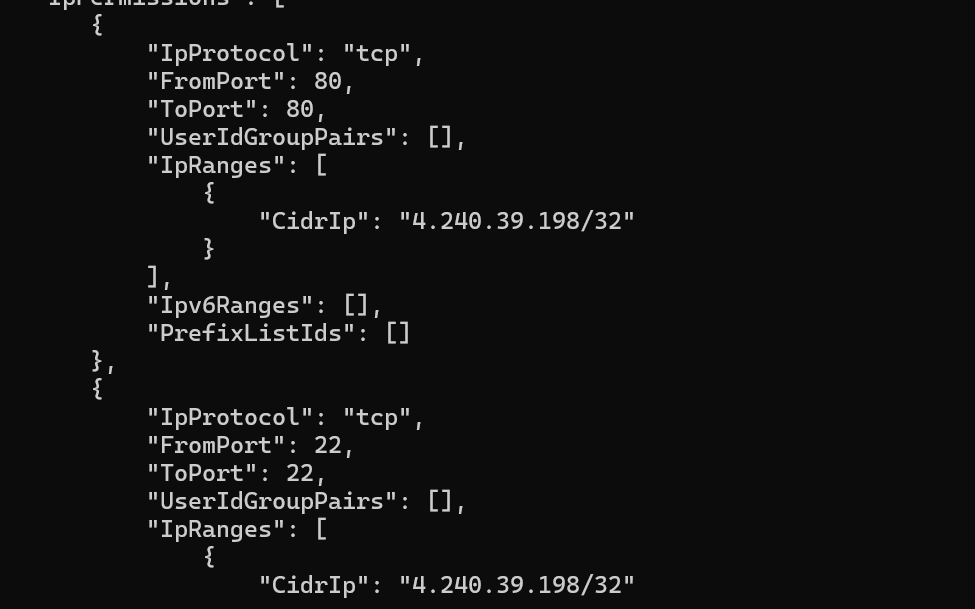 "IpPermissions": [
{
"IpProtocol": "tcp",
"FromPort": 80,
"ToPort": 80,
"UserIdGroupPairs": [],
"IpRanges": [
{
"CidrIp": "4.240.39.198/32"
}
],
"Ipv6Ranges": [],
"PrefixListIds": []
},
{
"IpProtocol": "tcp",
"FromPort": 22,
"ToPort": 22,
"UserIdGroupPairs": [],
"IpRanges": [
{
"CidrIp": "4.240.39.198/32"